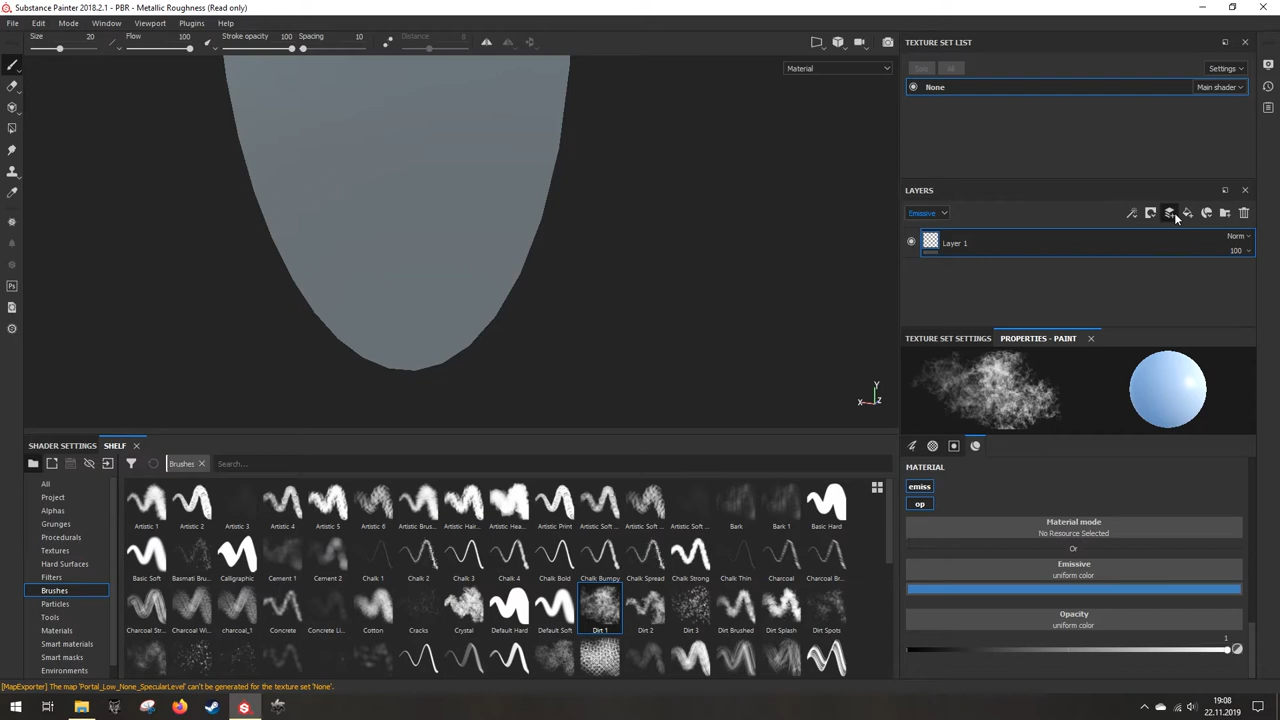 Substance Painter 2018.2.1 - PBR - Metallic Roughness (Read only)
File Edit Mode Window Viewport Plugins Help
Size 20 Flow 100 Stroke opacity 100 Spacing 10 Distance 8
Material
TEXTURE SET LIST
Solo All Settings
None Main shader
LAYERS
Emissive
Layer 1 Norm
100
TEXTURE SET SETTINGS PROPERTIES - PAINT
Y
X Z
MATERIAL
emiss
op
Material mode
No Resource Selected
Or
Emissive
uniform color
Opacity
uniform color
1
SHADER SETTINGS SHELF
Brushes Search...
All
Project
Alphas
Grunges
Procedurals
Textures
Hard Surfaces
Filters
Brushes
Particles
Tools
Materials
Smart materials
Smart masks
Environments
Artistic 1 Artistic 2 Artistic 3 Artistic 4 Artistic 5 Artistic 6 Artistic Brus... Artistic Hair... Artistic Hea... Artistic Print Artistic Soft ... Artistic Soft ... Artistic Soft ... Bark Bark 1 Basic Hard
Basic Soft Basmati Bru... Calligraphic Cement 1 Cement 2 Chalk 1 Chalk 2 Chalk 3 Chalk 4 Chalk Bold Chalk Bumpy Chalk Spread Chalk Strong Chalk Thin Charcoal Charcoal Br...
Charcoal Str... Charcoal Wi... charcoal_1 Concrete Concrete Li... Cotton Cracks Crystal Default Hard Default Soft Dirt 1 Dirt 2 Dirt 3 Dirt Brushed Dirt Splash Dirt Spots
[MapExporter] The map 'Portal_Low_None_SpecularLevel' can't be generated for the texture set 'None'.
Ps
19:08
22.11.2019